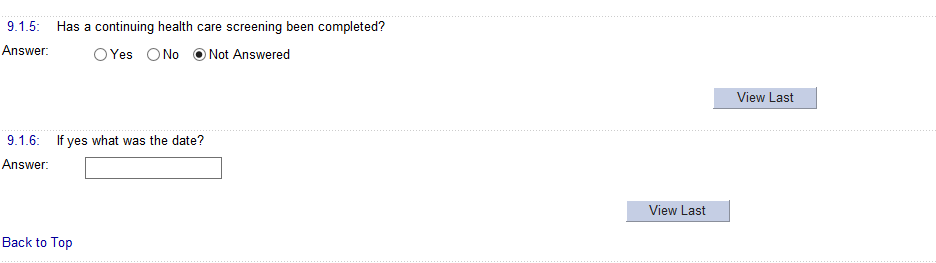 9.1.5: Has a continuing health care screening been completed?
Answer: Yes No Not Answered
View Last
9.1.6: If yes what was the date?
Answer:
View Last
Back to Top